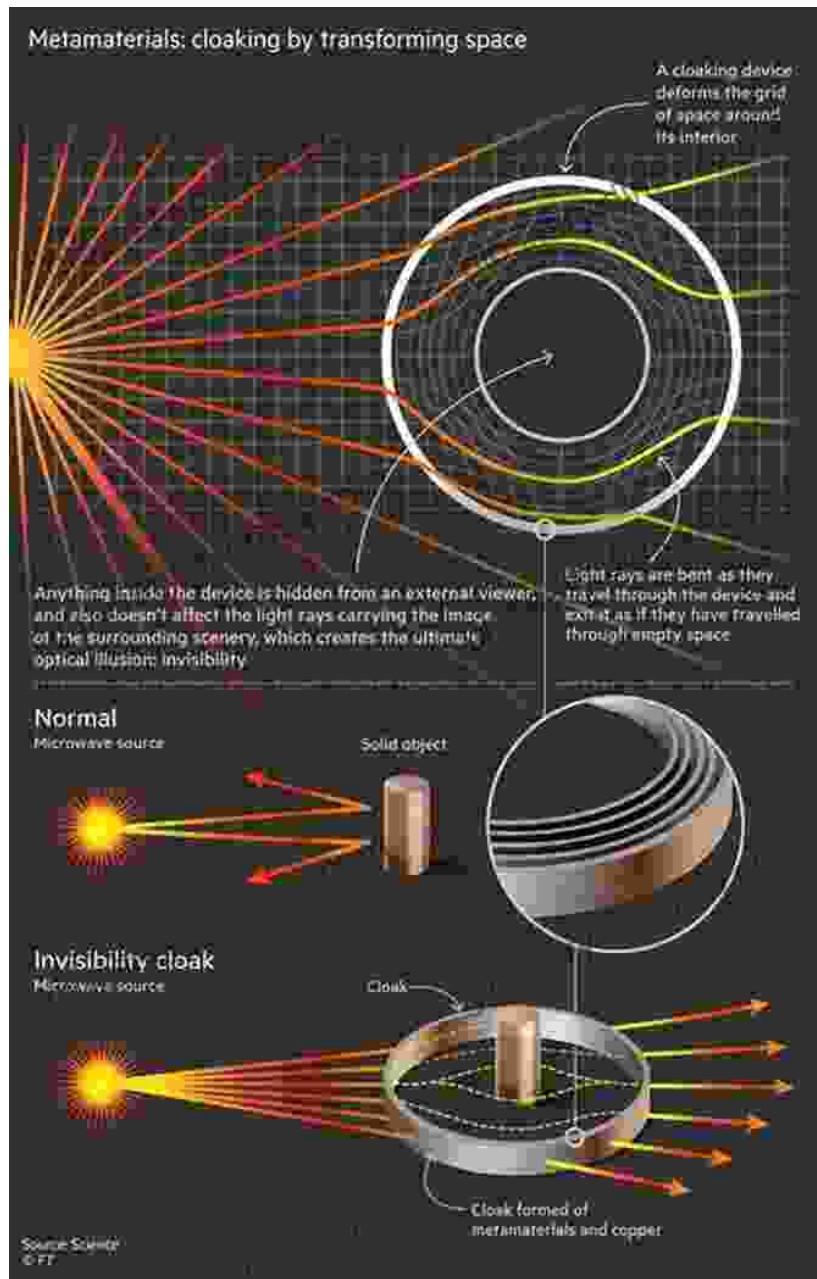 Metamaterials: cloaking by transforming space
A cloaking device
deforms the grid
of space around
its interior
Anything inside the device is hidden from an external viewer,
and also doesn't affect the light rays carrying the image
of the surrounding scenery, which creates the ultimate
optical illusion: invisibility
Light rays are bent as they
travel through the device and
exit at as if they have travelled
through empty space
Normal
Microwave source
Solid object
Invisibility cloak
Microwave source
Cloak
Cloak formed of
metamaterials and copper
Source: Science
© FT